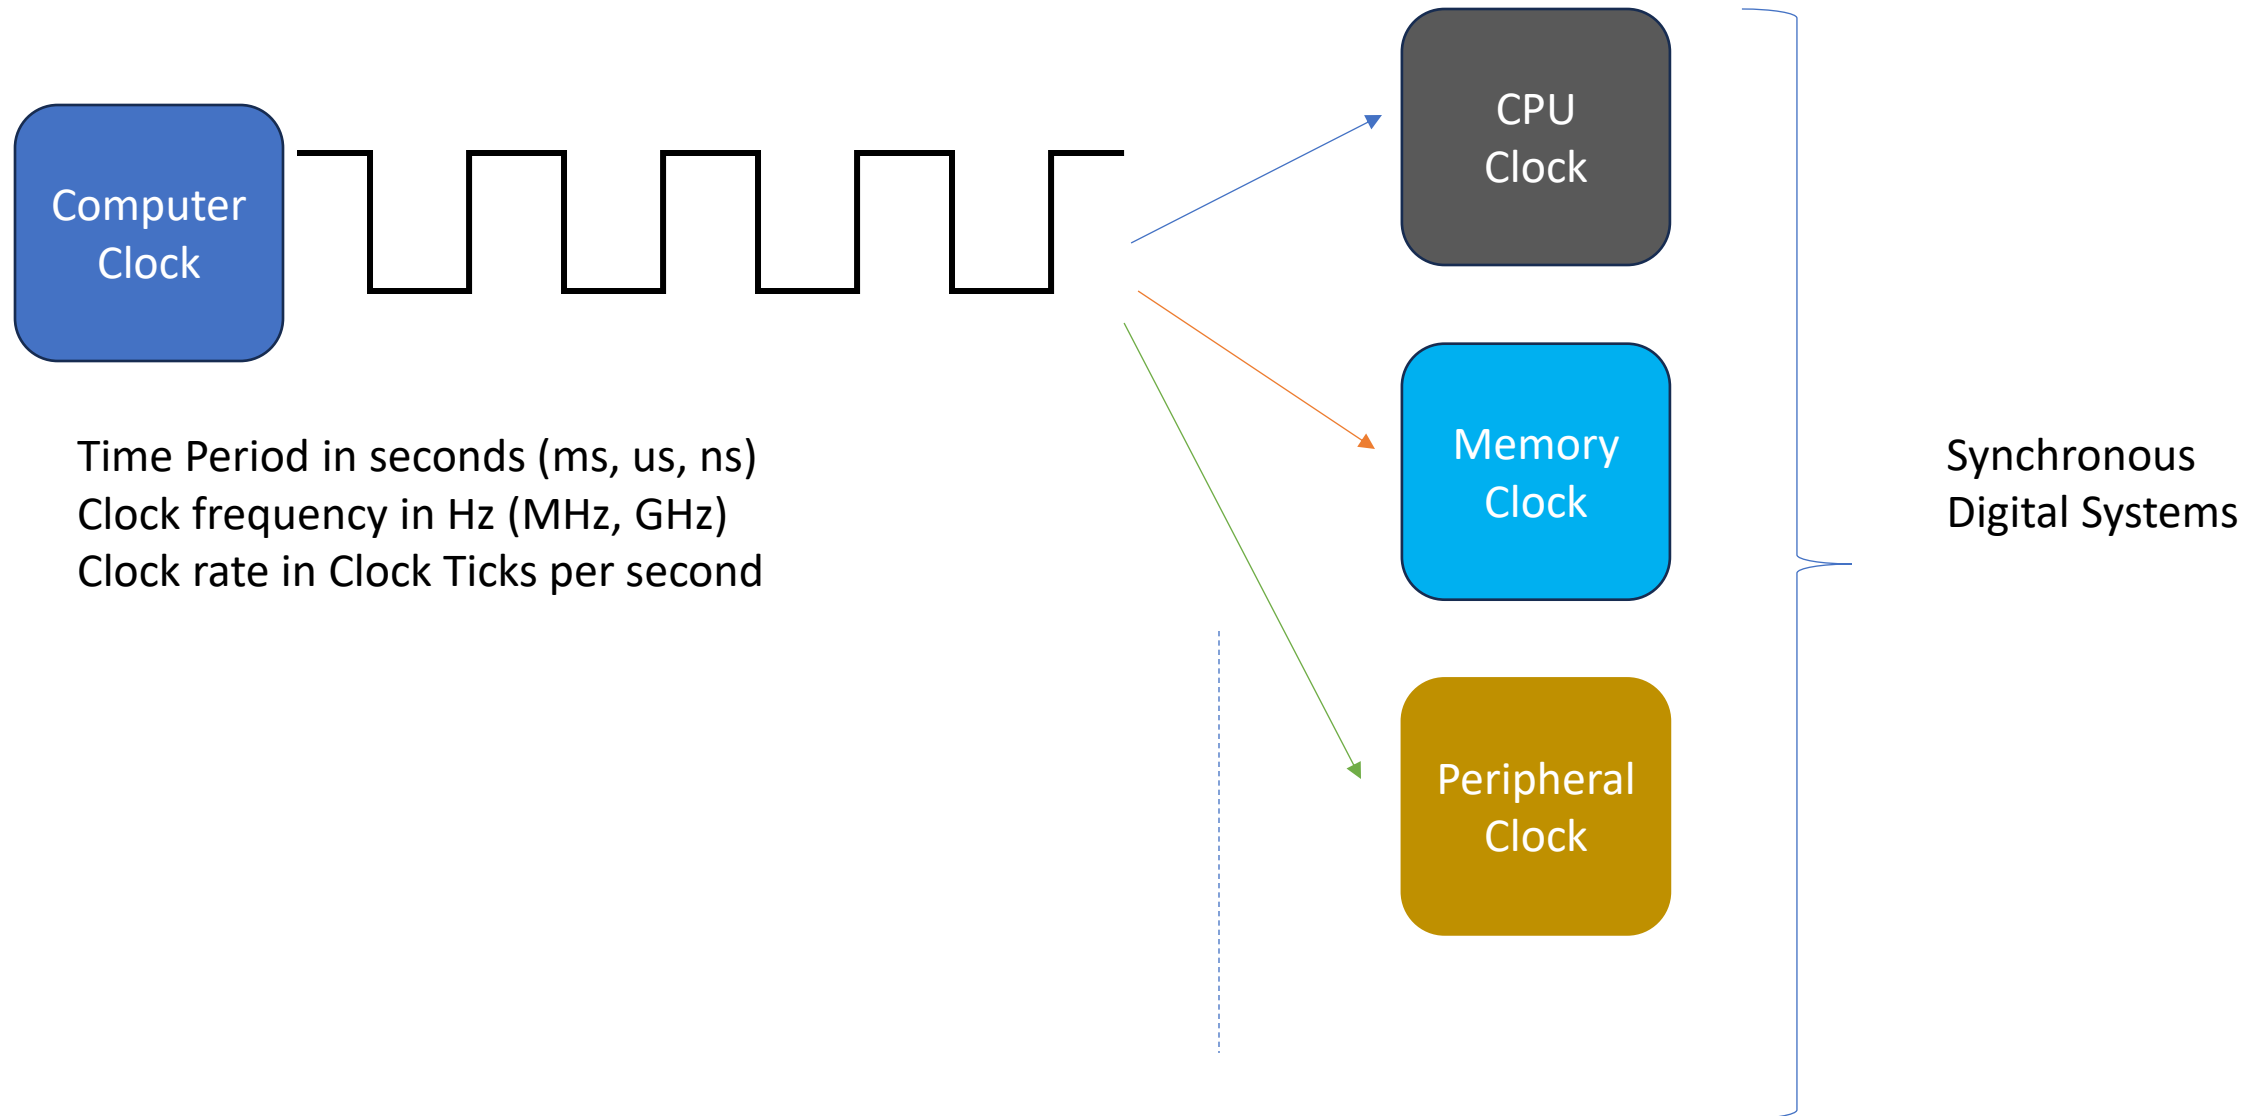 Computer
Clock
Time Period in seconds (ms, us, ns)
Clock frequency in Hz (MHz, GHz)
Clock rate in Clock Ticks per second
CPU
Clock
Memory
Clock
Peripheral
Clock
Synchronous
Digital Systems